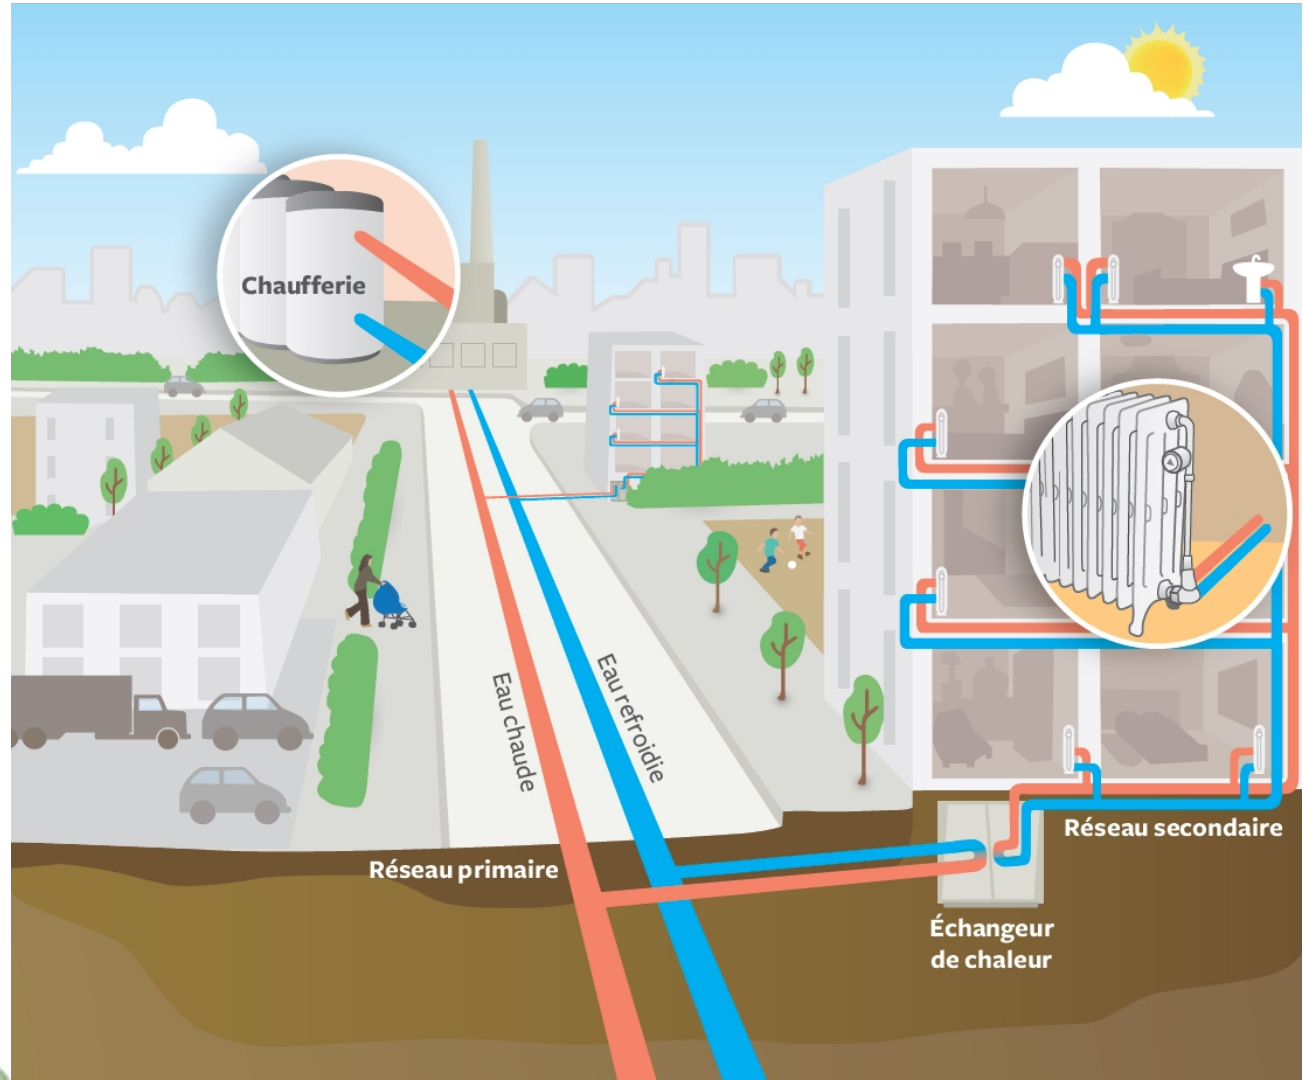 Chaufferie
Eau chaude
Eau refroidie
Réseau primaire
Réseau secondaire
Échangeur
de chaleur